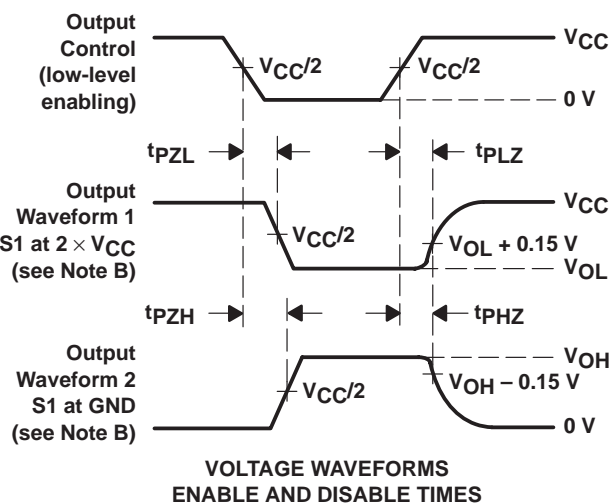 Output
Control
(low-level
enabling)
VCC/2
VCC/2
VCC
0 V
tPZL
tPLZ
Output
Waveform 1
S1 at 2 × VCC
(see Note B)
VCC/2
VCC
VOL + 0.15 V
VOL
tPZH
tPHZ
Output
Waveform 2
S1 at GND
(see Note B)
VCC/2
VOH
VOH − 0.15 V
0 V
VOLTAGE WAVEFORMS
ENABLE AND DISABLE TIMES